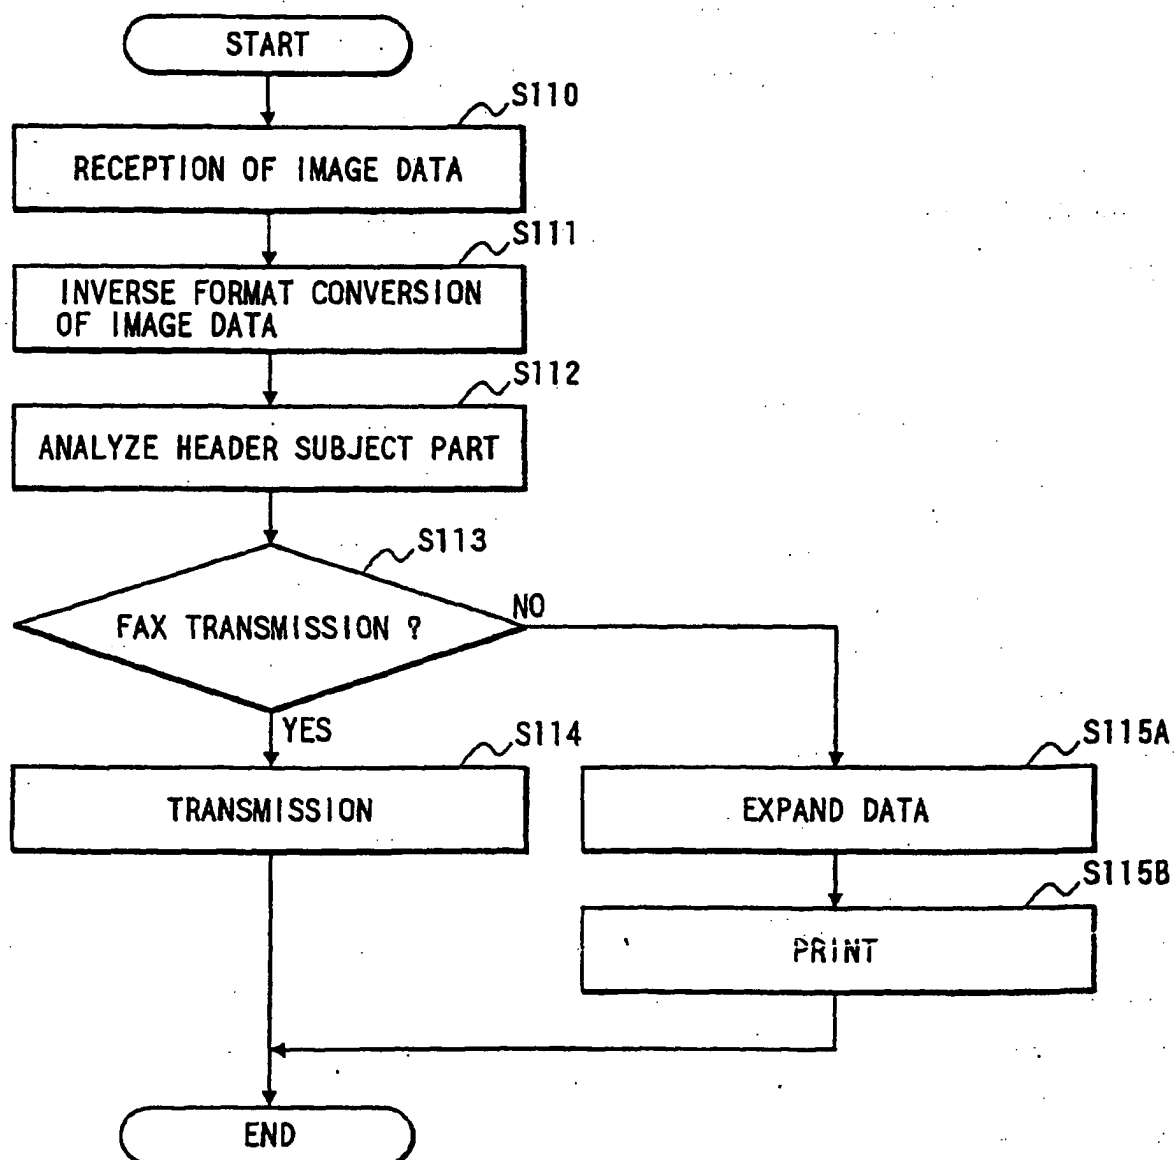 START
S110
RECEPTION OF IMAGE DATA
S111
INVERSE FORMAT CONVERSION
OF IMAGE DATA
S112
ANALYZE HEADER SUBJECT PART
S113
FAX TRANSMISSION ?
NO
YES
S114
TRANSMISSION
S115A
EXPAND DATA
S115B
PRINT
END